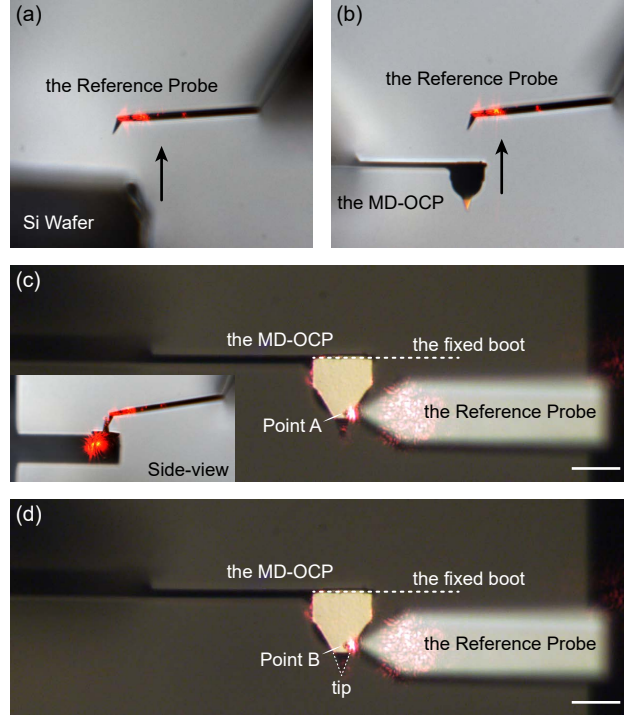 (a)
the Reference Probe
Si Wafer
(b)
the Reference Probe
the MD-OCP
(c)
the MD-OCP
the fixed boot
Point A
the Reference Probe
Side-view
(d)
the MD-OCP
the fixed boot
Point B
the Reference Probe
tip